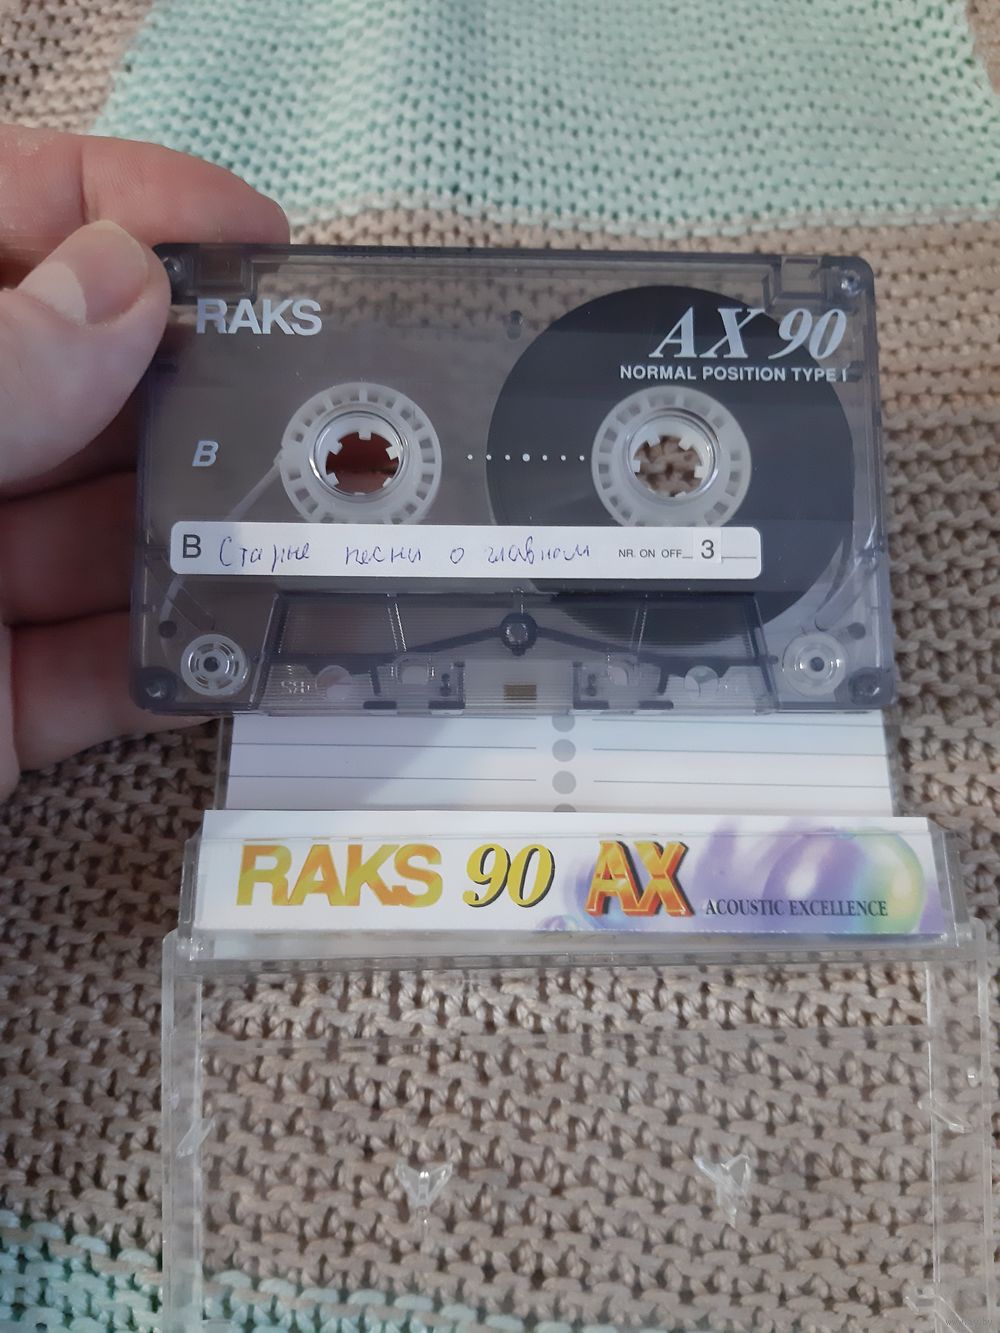 RAKS
AX 90
NORMAL POSITION TYPE I
B
B Старые песни о главном NR. ON OFF 3
RAKS 90 AX ACOUSTIC EXCELLENCE